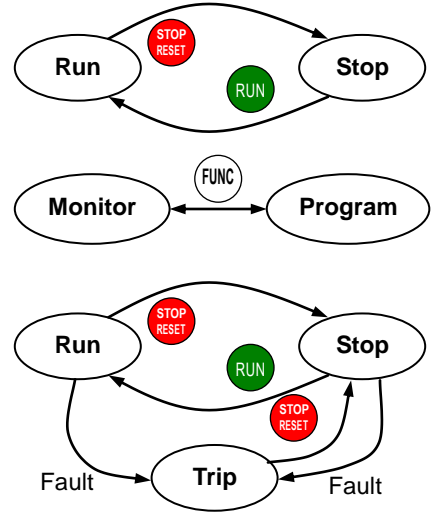 STOP
RESET
Run
Stop
RUN
FUNC
Monitor
Program
STOP
RESET
Run
Stop
RUN
STOP
RESET
Trip
Fault
Fault